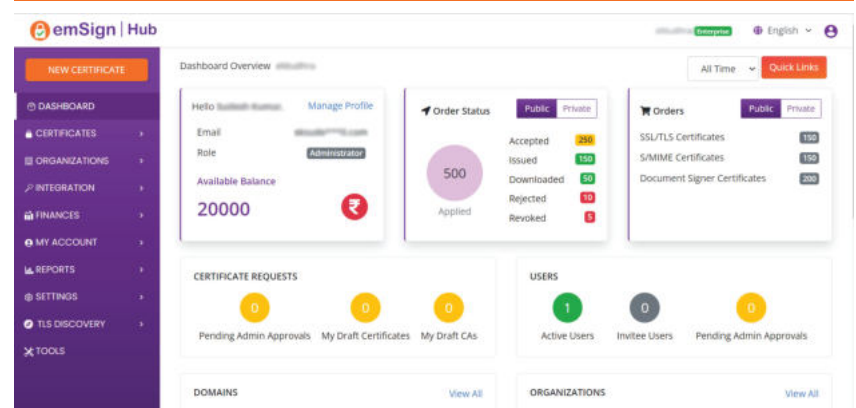 emSign | Hub
Enterprise
English
NEW CERTIFICATE
DASHBOARD
CERTIFICATES
ORGANIZATIONS
INTEGRATION
FINANCES
MY ACCOUNT
REPORTS
SETTINGS
TLS DISCOVERY
TOOLS
Dashboard Overview
All Time
Quick Links
Hello
Manage Profile
Email
Role
Administrator
Available Balance
20000
₹
Order Status
Public Private
500
Applied
Accepted 250
Issued 150
Downloaded 50
Rejected 10
Revoked 5
Orders
Public Private
SSL/TLS Certificates 150
S/MIME Certificates 150
Document Signer Certificates 200
CERTIFICATE REQUESTS
0 0 0
Pending Admin Approvals My Draft Certificates My Draft CAs
USERS
1 0 0
Active Users Invitee Users Pending Admin Approvals
DOMAINS View All
ORGANIZATIONS View All